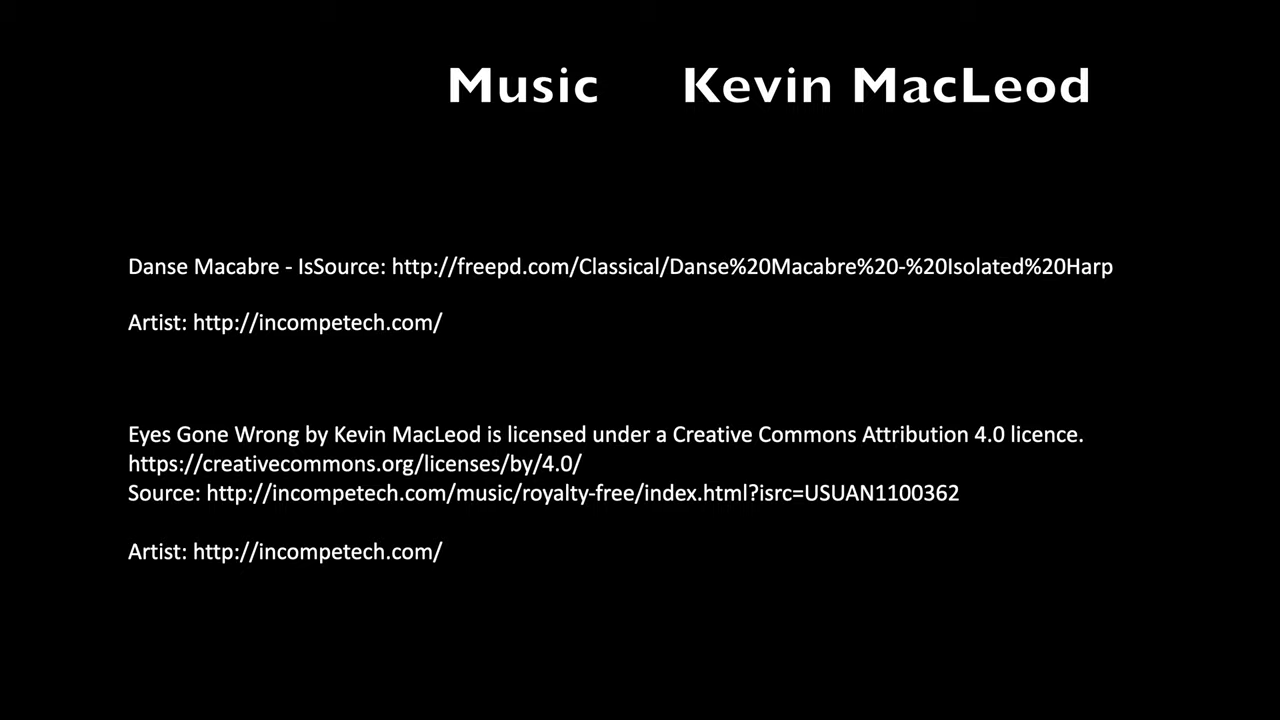 Music Kevin MacLeod
Danse Macabre - IsSource: http://freepd.com/Classical/Danse%20Macabre%20-%20Isolated%20Harp
Artist: http://incompetech.com/
Eyes Gone Wrong by Kevin MacLeod is licensed under a Creative Commons Attribution 4.0 licence.
https://creativecommons.org/licenses/by/4.0/
Source: http://incompetech.com/music/royalty-free/index.html?isrc=USUAN1100362
Artist: http://incompetech.com/